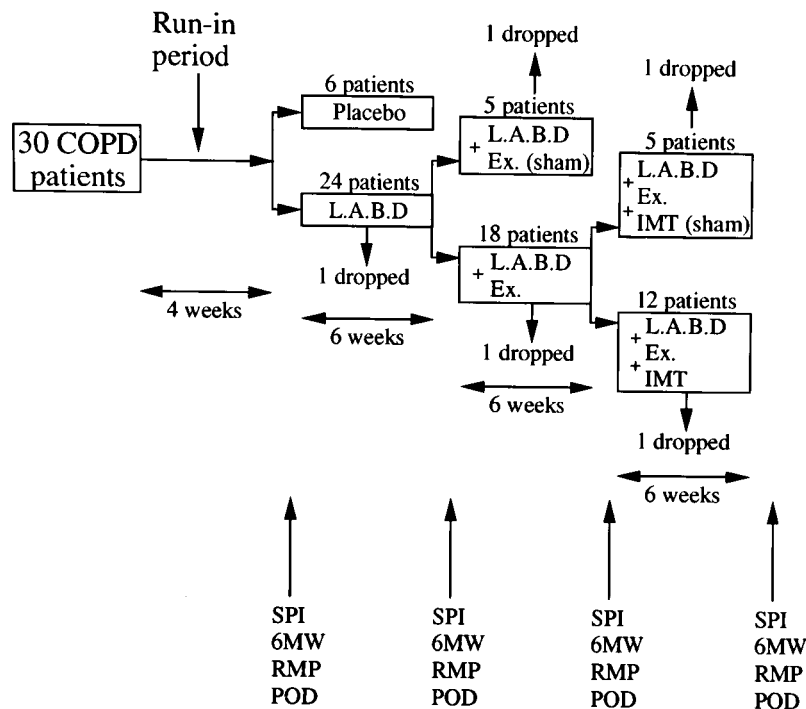 Run-in
period
30 COPD
patients
4 weeks
6 patients
Placebo
24 patients
L.A.B.D
1 dropped
6 weeks
1 dropped
5 patients
+ L.A.B.D
Ex. (sham)
18 patients
+ L.A.B.D
Ex.
1 dropped
6 weeks
1 dropped
5 patients
+ L.A.B.D
+ Ex.
IMT (sham)
12 patients
+ L.A.B.D
+ Ex.
IMT
1 dropped
6 weeks
SPI
6MW
RMP
POD
SPI
6MW
RMP
POD
SPI
6MW
RMP
POD
SPI
6MW
RMP
POD